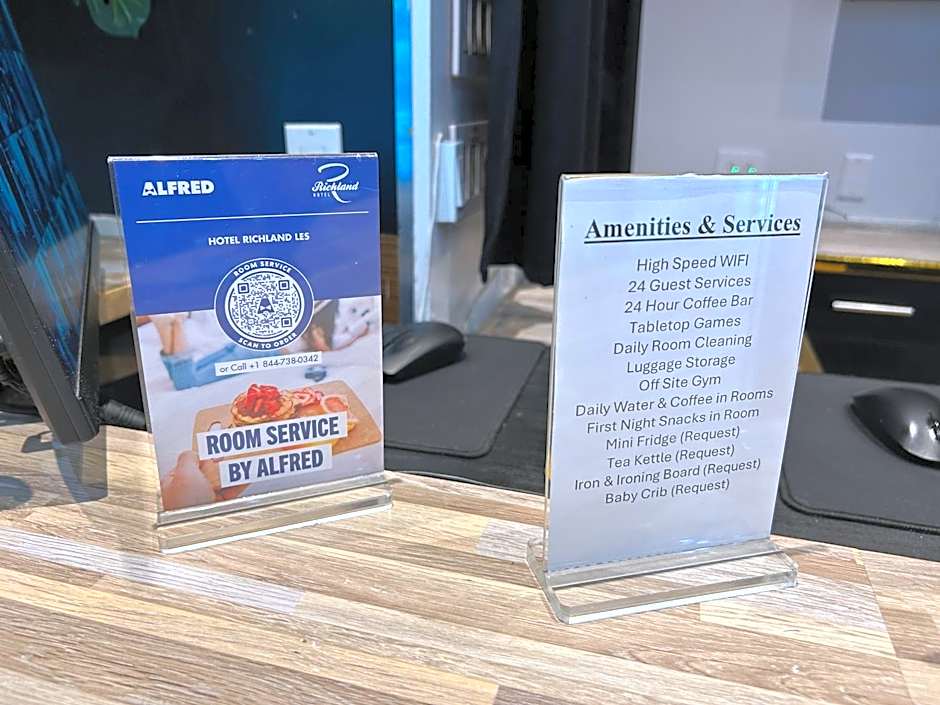 ALFRED
Richland
HOTEL
HOTEL RICHLAND LES
ROOM SERVICE
SCAN TO ORDER
or Call +1 844-738-0342
ROOM SERVICE
BY ALFRED
Amenities & Services
High Speed WIFI
24 Guest Services
24 Hour Coffee Bar
Tabletop Games
Daily Room Cleaning
Luggage Storage
Off Site Gym
Daily Water & Coffee in Rooms
First Night Snacks in Room
Mini Fridge (Request)
Tea Kettle (Request)
Iron & Ironing Board (Request)
Baby Crib (Request)